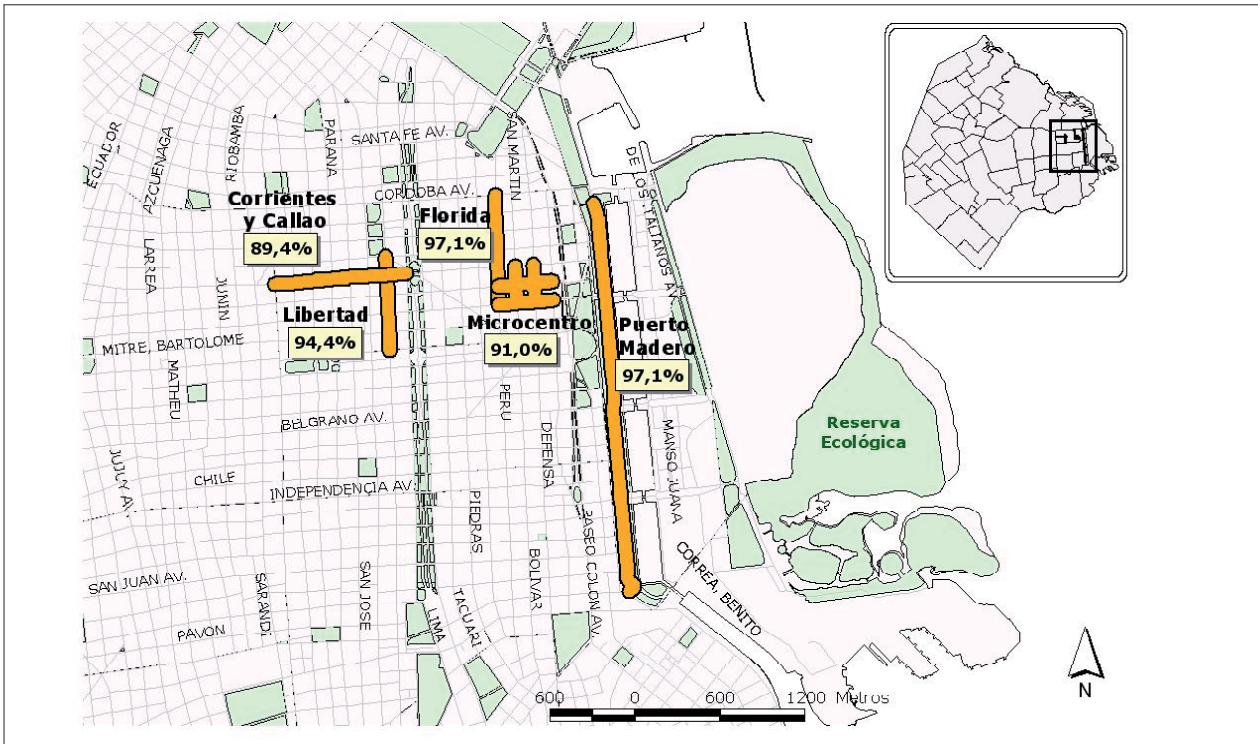 ECUADOR
AZCUENAGA
RIOBAMBA
PARANA
SANTA FE AV.
SAN MARTIN
DE LOS ITALIANOS AV.
CORDOBA AV.
Corrientes
y Callao
89,4%
Florida
97,1%
LARREA
JUNIN
Libertad
94,4%
Microcentro
91,0%
Puerto
Madero
97,1%
MITRE, BARTOLOME
MATHEU
PERU
BELGRANO AV.
DEFENSA
MANSO JUANA
Reserva
Ecológica
JUJUY AV.
CHILE
INDEPENDENCIA AV.
PIEDRAS
PASEO COLON AV.
SAN JUAN AV.
SARANDI
SAN JOSE
BOLIVAR
CORREA, BENITO
PAVON
LIMA
TACUARI
N
600 0 600 1200 Metros